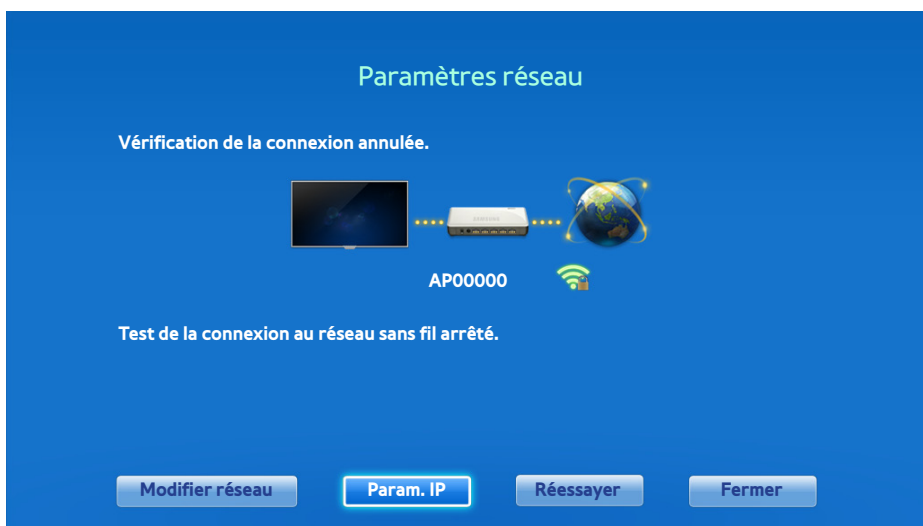 Paramètres réseau
Vérification de la connexion annulée.
SAMSUNG
AP00000
Test de la connexion au réseau sans fil arrêté.
Modifier réseau Param. IP Réessayer Fermer